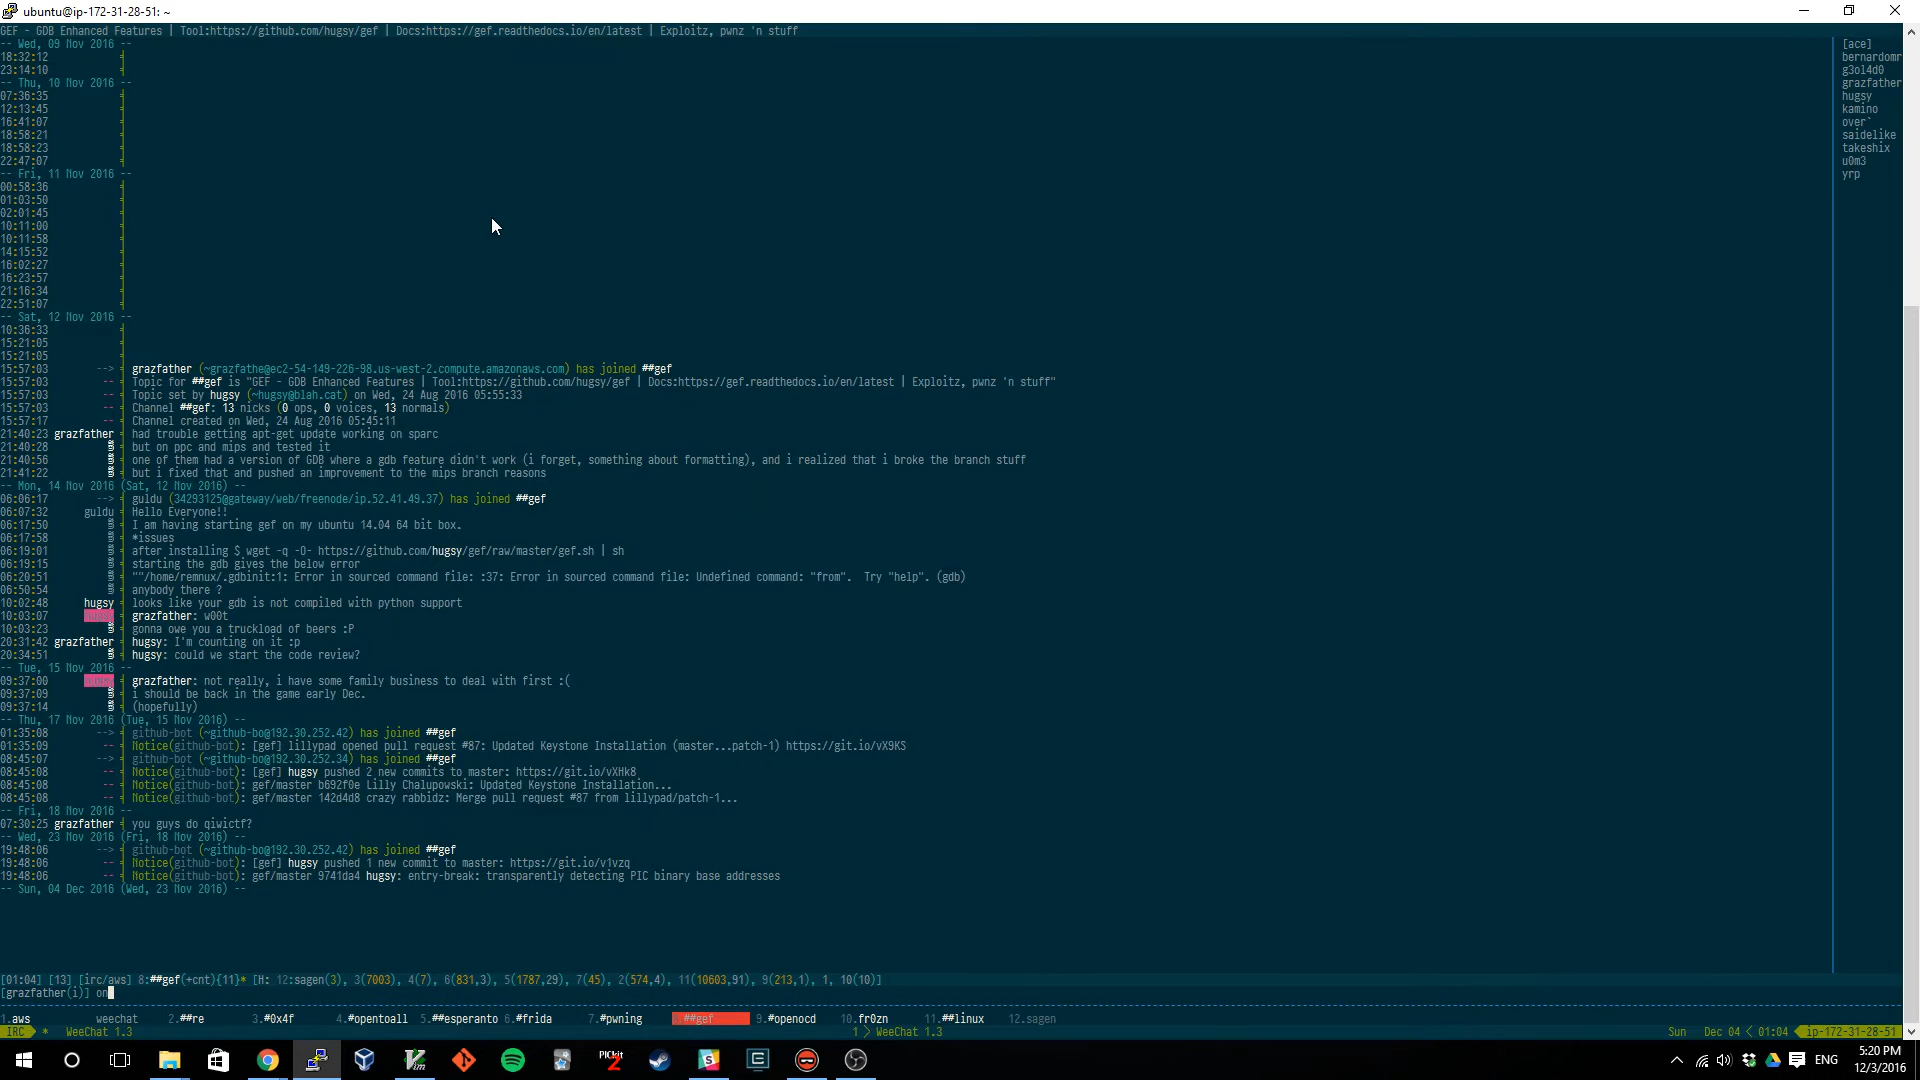 ubuntu@ip-172-31-28-51: ~
GEF - GDB Enhanced Features | Tool:https://github.com/hugsy/gef | Docs:https://gef.readthedocs.io/en/latest | Exploitz, pwnz 'n stuff
-- Wed, 09 Nov 2016 --
18:32:12
23:14:10
-- Thu, 10 Nov 2016 --
07:36:35
12:13:45
16:41:07
18:58:21
18:58:23
22:47:07
-- Fri, 11 Nov 2016 --
00:58:36
01:03:50
02:01:45
10:11:00
10:11:58
14:15:52
16:02:27
16:23:57
21:16:34
22:51:07
-- Sat, 12 Nov 2016 --
10:36:33
15:21:05
15:21:05
15:57:03 --> grazfather (~grazfathe@ec2-54-149-226-98.us-west-2.compute.amazonaws.com) has joined ##gef
15:57:03 -- Topic for ##gef is "GEF - GDB Enhanced Features | Tool:https://github.com/hugsy/gef | Docs:https://gef.readthedocs.io/en/latest | Exploitz, pwnz 'n stuff"
15:57:03 -- Topic set by hugsy (~hugsy@blah.cat) on Wed, 24 Aug 2016 05:55:33
15:57:03 -- Channel ##gef: 13 nicks (0 ops, 0 voices, 13 normals)
15:57:17 -- Channel created on Wed, 24 Aug 2016 05:45:11
21:40:23 grazfather had trouble getting apt-get update working on sparc
21:40:28 but on ppc and mips and tested it
21:40:56 one of them had a version of GDB where a gdb feature didn't work (i forget, something about formatting), and i realized that i broke the branch stuff
21:41:22 but i fixed that and pushed an improvement to the mips branch reasons
-- Mon, 14 Nov 2016 (Sat, 12 Nov 2016) --
06:06:17 --> guldu (34293125@gateway/web/freenode/ip.52.41.49.37) has joined ##gef
06:07:32 guldu Hello Everyone!!
06:17:50 I am having starting gef on my ubuntu 14.04 64 bit box.
06:17:58 *issues
06:19:01 after installing $ wget -q -O- https://github.com/hugsy/gef/raw/master/gef.sh | sh
06:19:15 starting the gdb gives the below error
06:20:51 ""/home/remnux/.gdbinit:1: Error in sourced command file: :37: Error in sourced command file: Undefined command: "from".  Try "help". (gdb)
06:50:54 anybody there ?
10:02:48 hugsy looks like your gdb is not compiled with python support
10:03:07 grazfather: w00t
10:03:23 gonna owe you a truckload of beers :P
20:31:42 grazfather hugsy: I'm counting on it :p
20:34:51 hugsy: could we start the code review?
-- Tue, 15 Nov 2016 --
09:37:00 grazfather: not really, i have some family business to deal with first :(
09:37:09 i should be back in the game early Dec.
09:37:14 (hopefully)
-- Thu, 17 Nov 2016 (Tue, 15 Nov 2016) --
01:35:08 --> github-bot (~github-bo@192.30.252.42) has joined ##gef
01:35:09 -- Notice(github-bot): [gef] lillypad opened pull request #87: Updated Keystone Installation (master...patch-1) https://git.io/vX9KS
08:45:07 --> github-bot (~github-bo@192.30.252.34) has joined ##gef
08:45:08 -- Notice(github-bot): [gef] hugsy pushed 2 new commits to master: https://git.io/vXHk8
08:45:08 -- Notice(github-bot): gef/master b692f0e Lilly Chalupowski: Updated Keystone Installation...
08:45:08 -- Notice(github-bot): gef/master 142d4d8 crazy rabbidz: Merge pull request #87 from lillypad/patch-1...
-- Fri, 18 Nov 2016 --
07:30:25 grazfather you guys do qiwictf?
-- Wed, 23 Nov 2016 (Fri, 18 Nov 2016) --
19:48:06 --> github-bot (~github-bo@192.30.252.42) has joined ##gef
19:48:06 -- Notice(github-bot): [gef] hugsy pushed 1 new commit to master: https://git.io/v1vzq
19:48:06 -- Notice(github-bot): gef/master 9741da4 hugsy: entry-break: transparently detecting PIC binary base addresses
-- Sun, 04 Dec 2016 (Wed, 23 Nov 2016) --
[ace]
bernardomr
g3ol4d0
grazfather
hugsy
kamino
over`
saidelike
takeshix
u0m3
yrp
[01:04] [13] [irc/aws] 8:##gef(+cnt){11}* [H: 12:sagen(3), 3(7003), 4(7), 6(831,3), 5(1787,29), 7(45), 2(574,4), 11(10603,91), 9(213,1), 1, 10(10)]
[grazfather(i)] on
1.aws weechat 2.##re 3.#0x4f 4.#opentoall 5.##esperanto 6.#frida 7.#pwning 8.##gef 9.#openocd 10.fr0zn 11.##linux 12.sagen
IRC * WeeChat 1.3 1 > WeeChat 1.3 Sun Dec 04 < 01:04 ip-172-31-28-51
PICkit 2
ENG
5:20 PM
12/3/2016